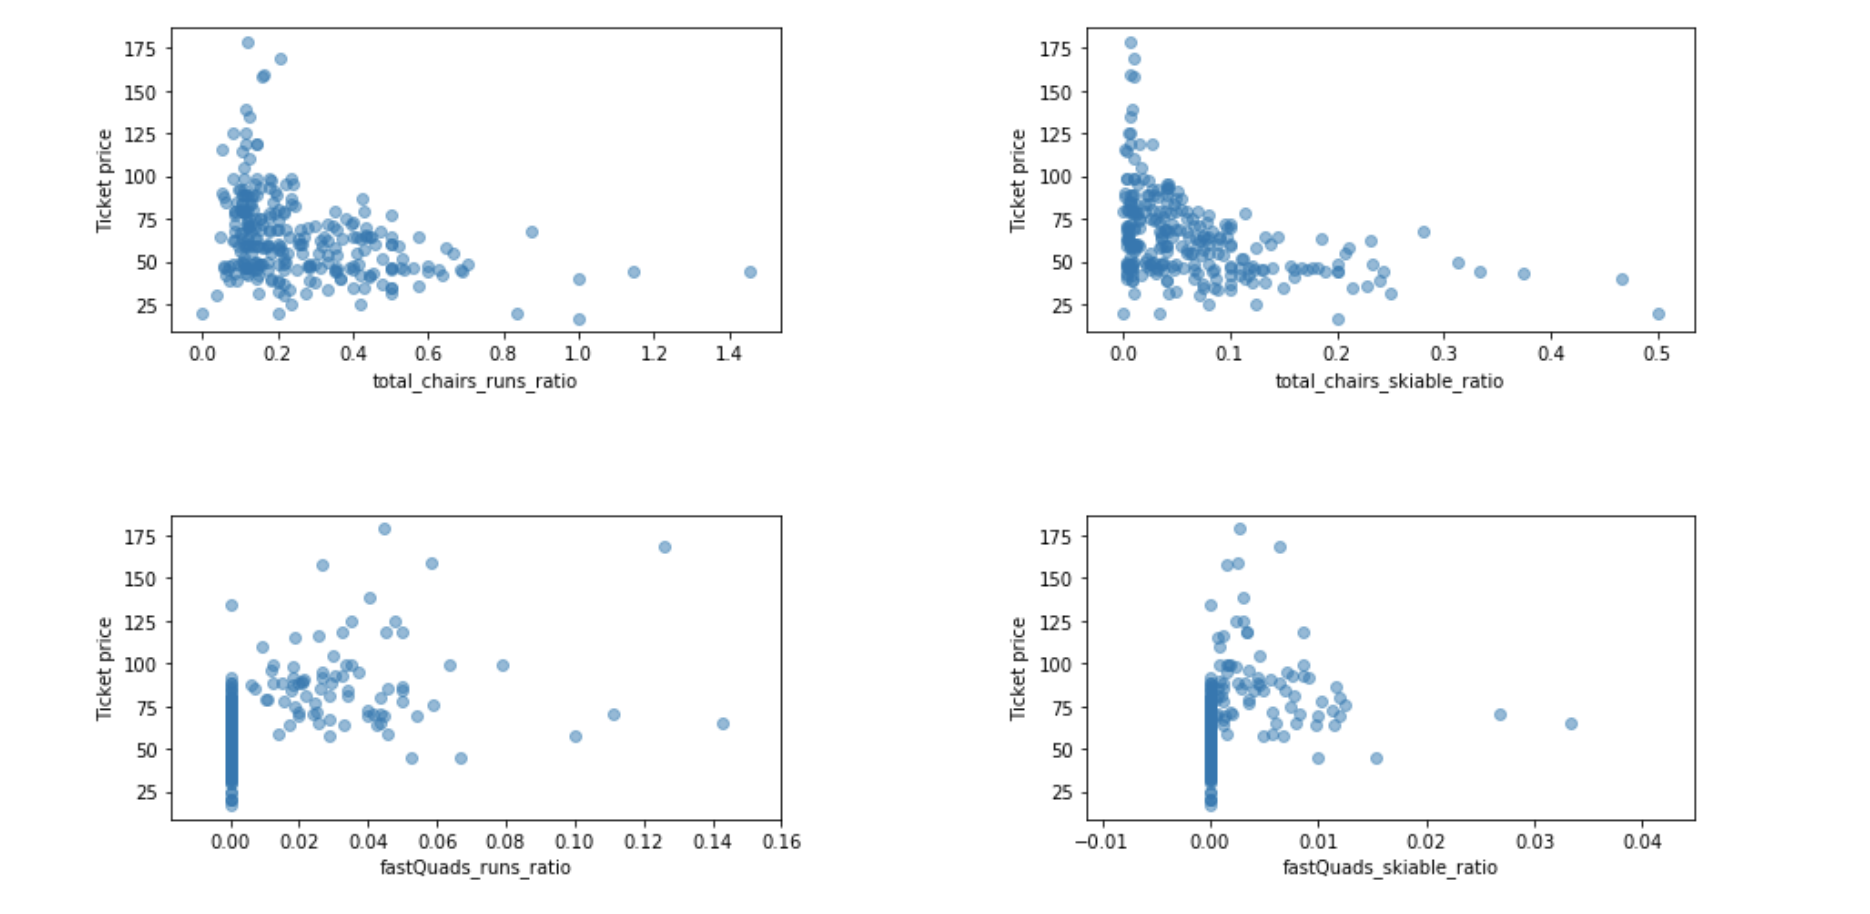 175
150
125
100
75
50
25
Ticket price
0.0 0.2 0.4 0.6 0.8 1.0 1.2 1.4
total_chairs_runs_ratio
175
150
125
100
75
50
25
Ticket price
0.0 0.1 0.2 0.3 0.4 0.5
total_chairs_skiable_ratio
175
150
125
100
75
50
25
Ticket price
0.00 0.02 0.04 0.06 0.08 0.10 0.12 0.14 0.16
fastQuads_runs_ratio
175
150
125
100
75
50
25
Ticket price
−0.01 0.00 0.01 0.02 0.03 0.04
fastQuads_skiable_ratio